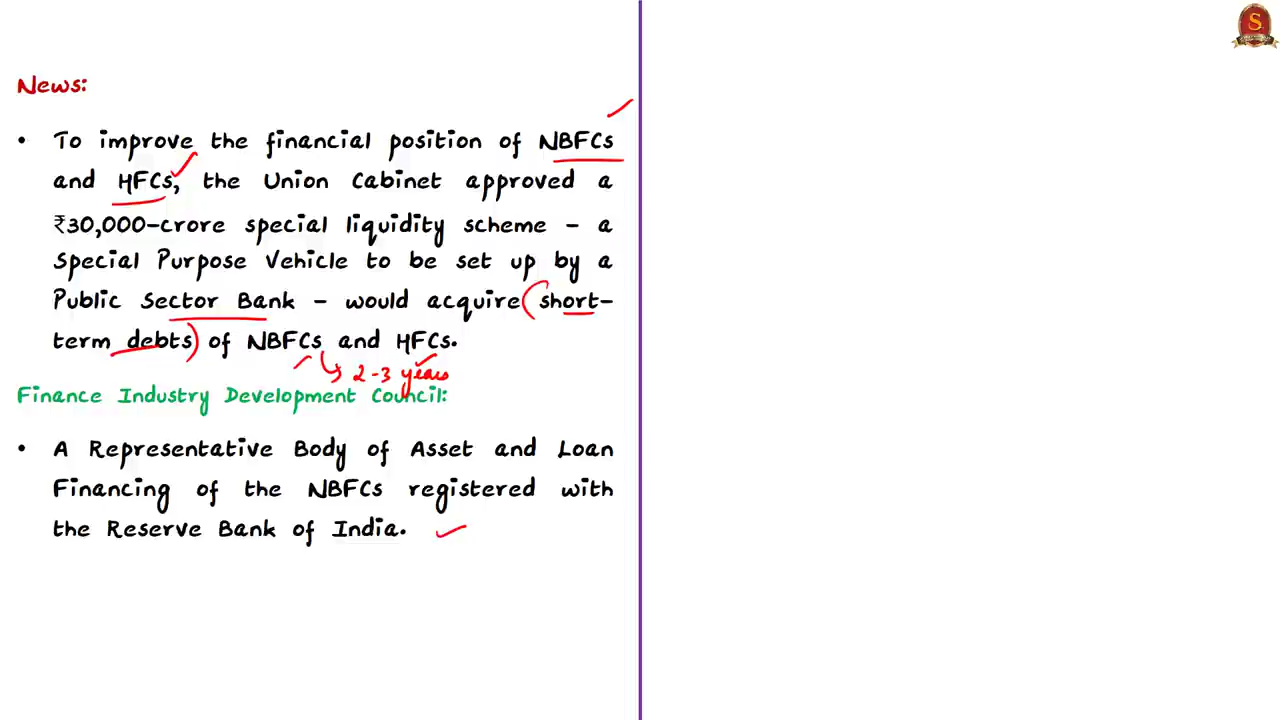 News:
• To improve the financial position of NBFCs
and HFCs, the Union Cabinet approved a
₹30,000-crore special liquidity scheme - a
Special Purpose Vehicle to be set up by a
Public Sector Bank - would acquire (short-
term debts) of NBFCs and HFCs.
2-3 years
Finance Industry Development Council:
• A Representative Body of Asset and Loan
Financing of the NBFCs registered with
the Reserve Bank of India.
S